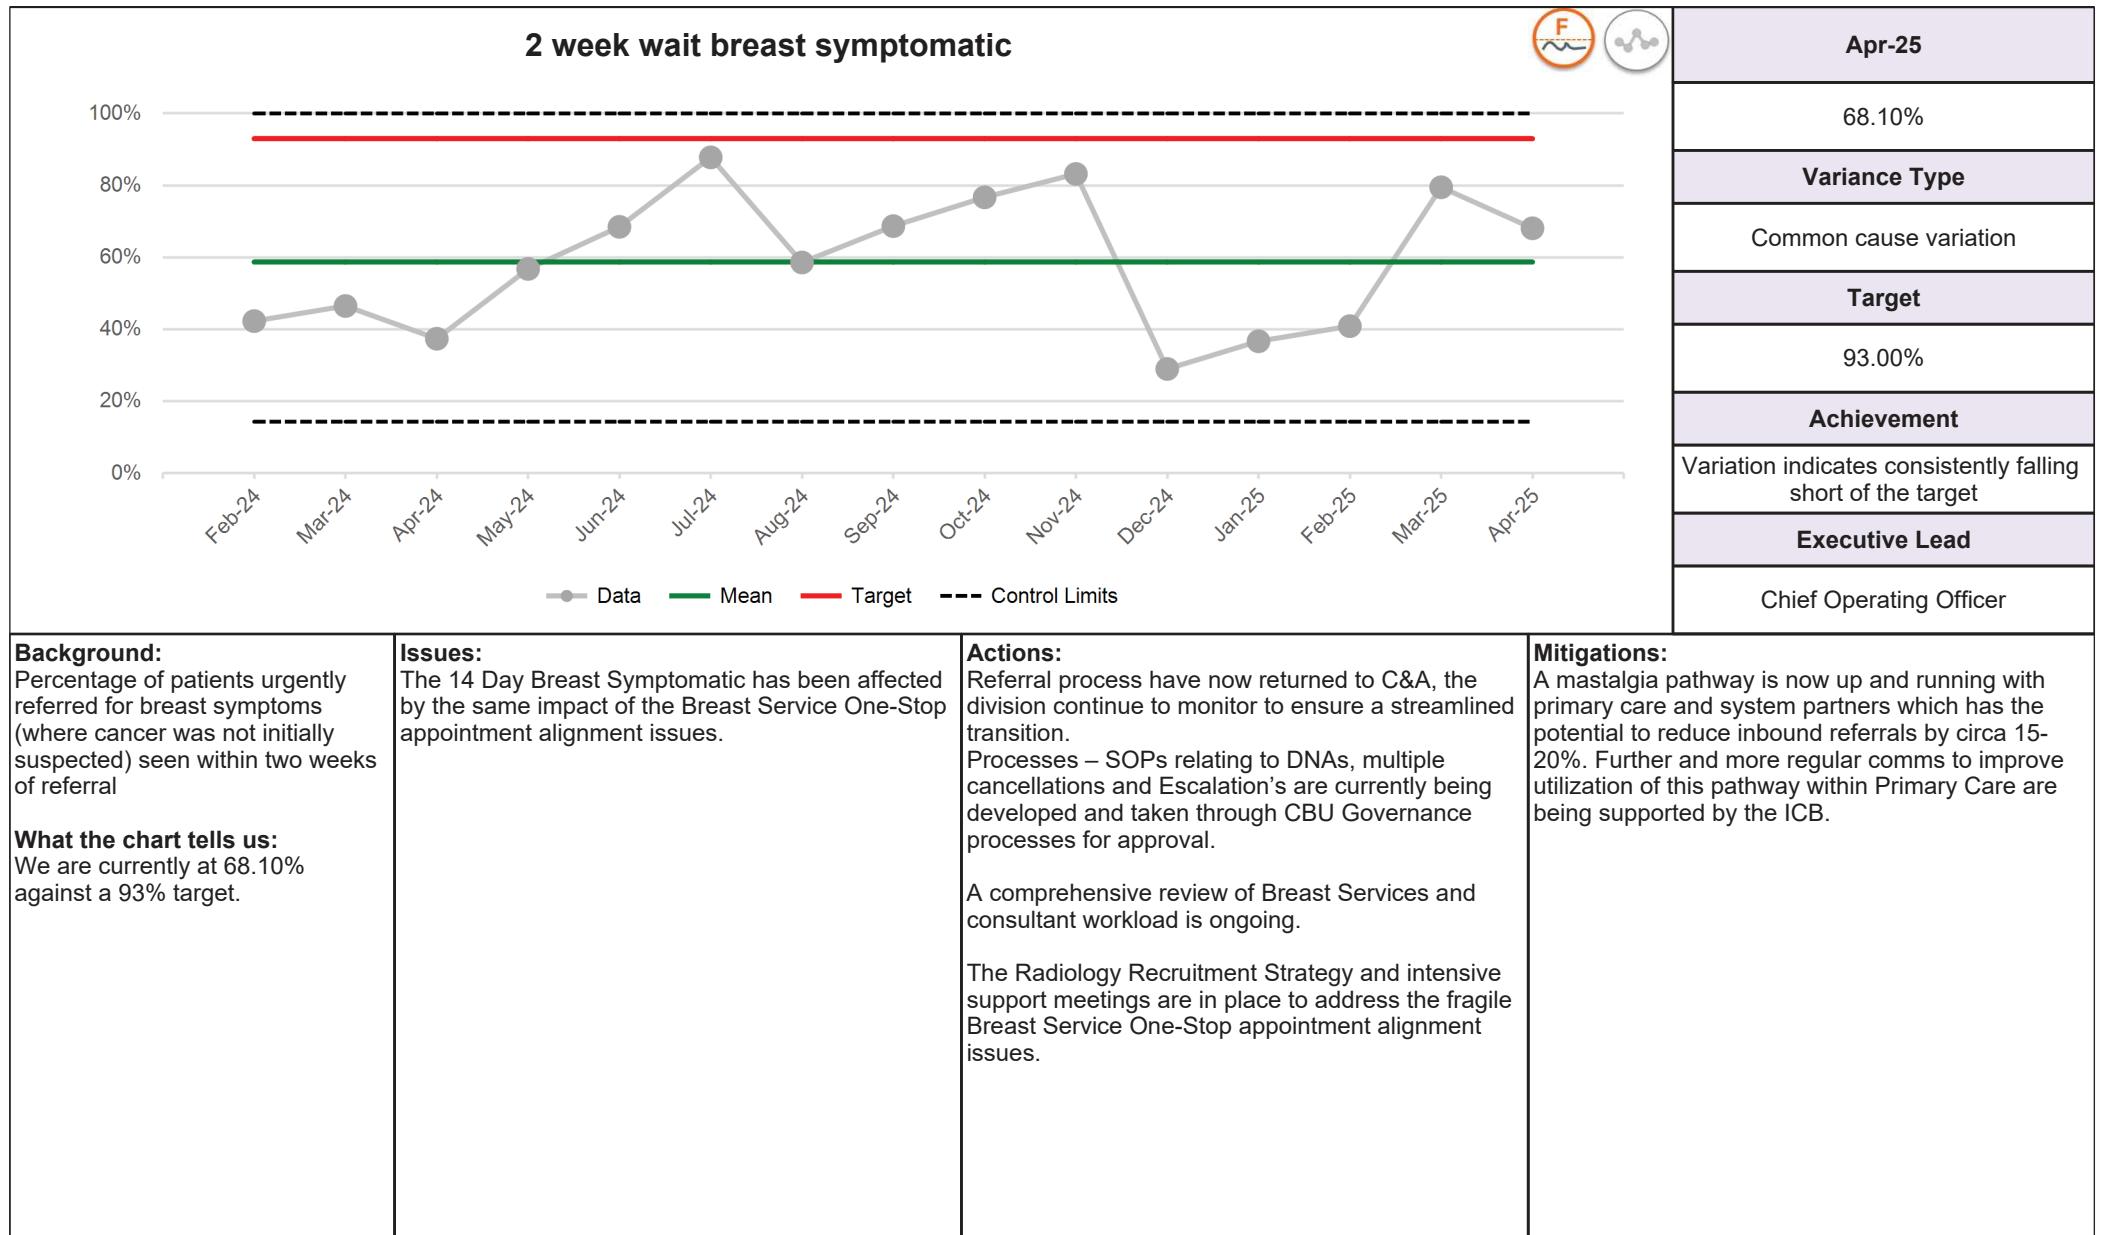 2 week wait breast symptomatic
F
100%
80%
60%
40%
20%
0%
Feb-24
Mar-24
Apr-24
May-24
Jun-24
Jul-24
Aug-24
Sep-24
Oct-24
Nov-24
Dec-24
Jan-25
Feb-25
Mar-25
Apr-25
Data
Mean
Target
Control Limits
Apr-25
68.10%
Variance Type
Common cause variation
Target
93.00%
Achievement
Variation indicates consistently falling
short of the target
Executive Lead
Chief Operating Officer
Background:
Percentage of patients urgently
referred for breast symptoms
(where cancer was not initially
suspected) seen within two weeks
of referral
What the chart tells us:
We are currently at 68.10%
against a 93% target.
Issues:
The 14 Day Breast Symptomatic has been affected
by the same impact of the Breast Service One-Stop
appointment alignment issues.
Actions:
Referral process have now returned to C&A, the
division continue to monitor to ensure a streamlined
transition.
Processes – SOPs relating to DNAs, multiple
cancellations and Escalation’s are currently being
developed and taken through CBU Governance
processes for approval.
A comprehensive review of Breast Services and
consultant workload is ongoing.
The Radiology Recruitment Strategy and intensive
support meetings are in place to address the fragile
Breast Service One-Stop appointment alignment
issues.
Mitigations:
A mastalgia pathway is now up and running with
primary care and system partners which has the
potential to reduce inbound referrals by circa 15-
20%. Further and more regular comms to improve
utilization of this pathway within Primary Care are
being supported by the ICB.